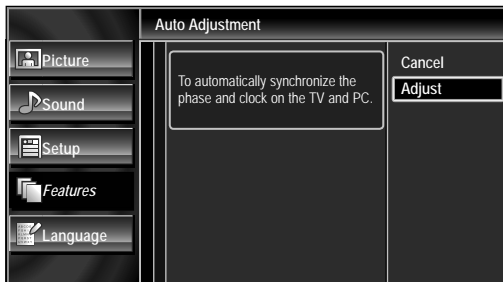 Auto Adjustment
Picture
Sound
Setup
Features
Language
To automatically synchronize the
phase and clock on the TV and PC.
Cancel
Adjust